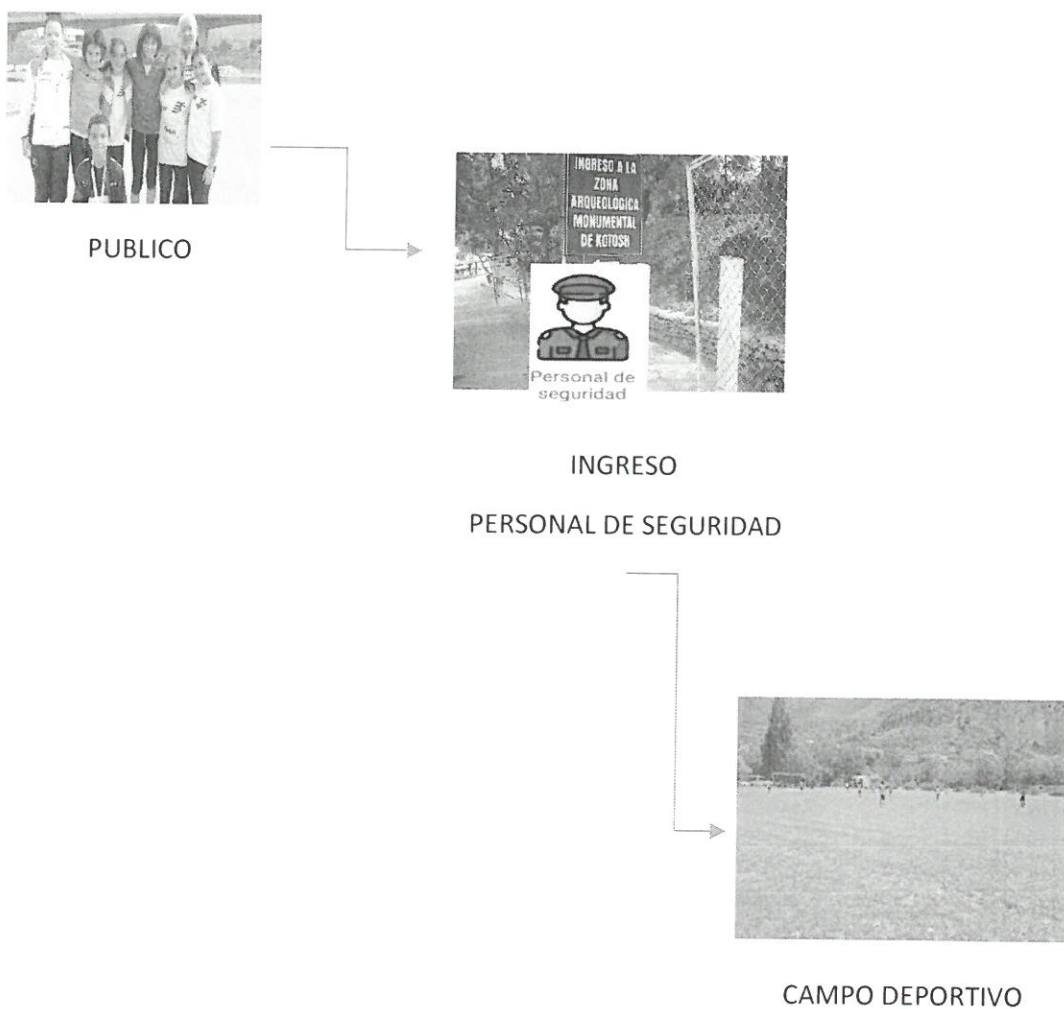 PUBLICO
INGRESO A LA
ZONA
ARQUEOLOGICA
MONUMENTAL
DE KOTOSH
Personal de
seguridad
INGRESO
PERSONAL DE SEGURIDAD
CAMPO DEPORTIVO